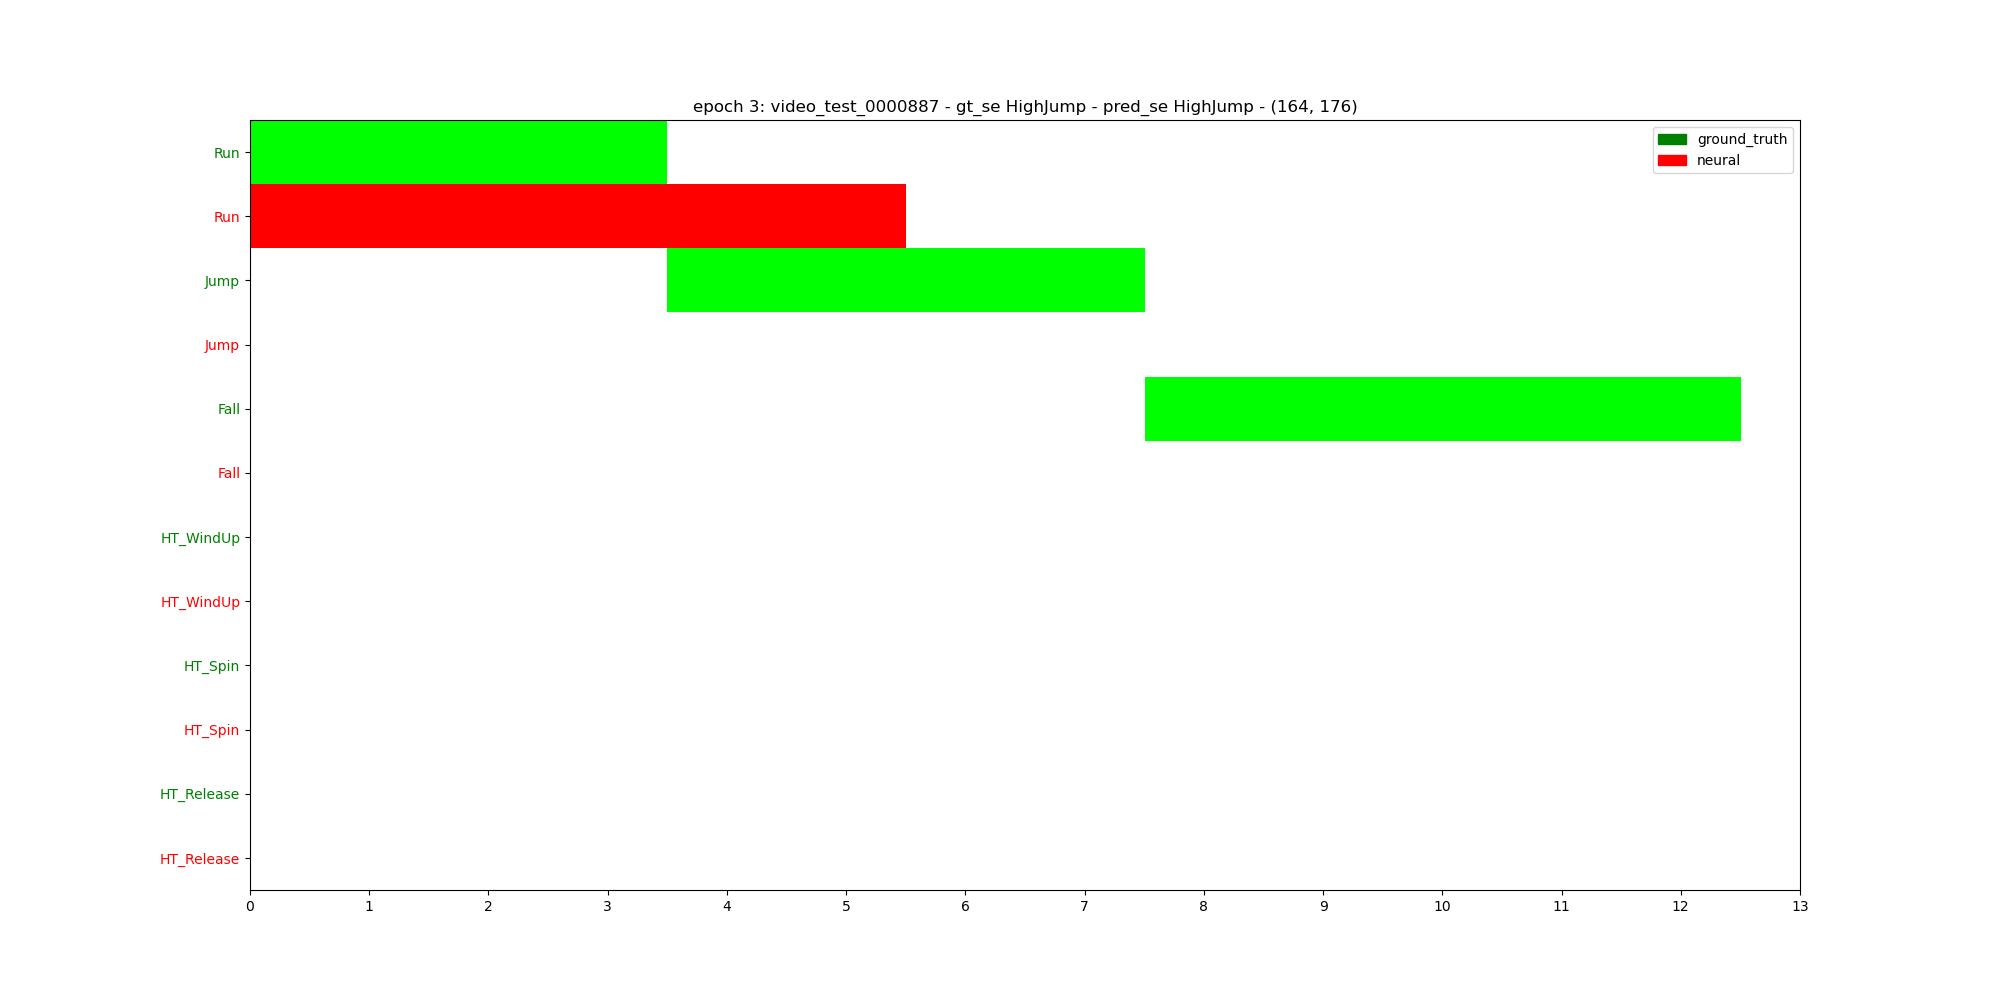 epoch 3: video_test_0000887 - gt_se HighJump - pred_se HighJump - (164, 176)
ground_truth
neural
Run
Run
Jump
Jump
Fall
Fall
HT_WindUp
HT_WindUp
HT_Spin
HT_Spin
HT_Release
HT_Release
0 1 2 3 4 5 6 7 8 9 10 11 12 13